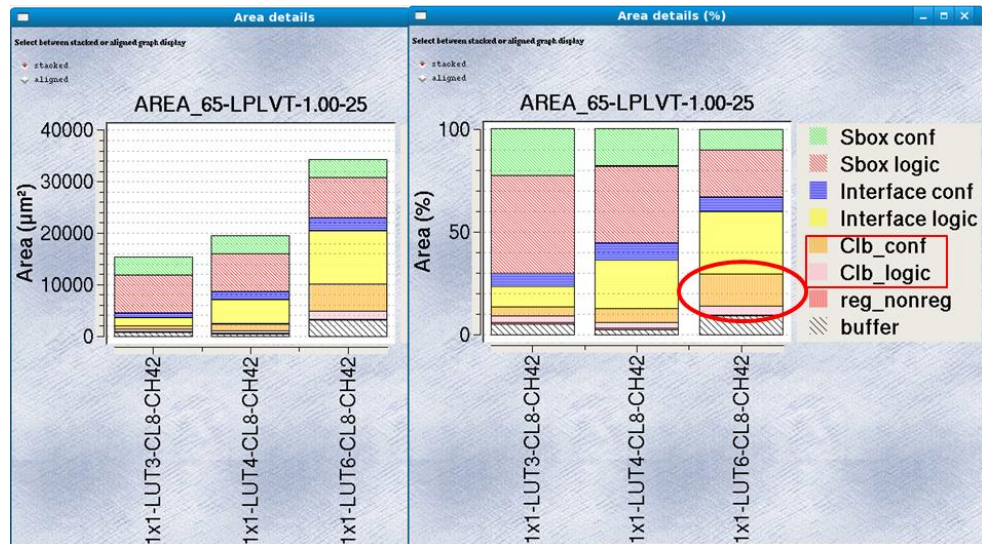 Area details
Select between stacked or aligned graph display
stacked
aligned
AREA_65-LPLVT-1.00-25
40000
30000
20000
10000
0
Area (µm²)
1x1-LUT3-CL8-CH42
1x1-LUT4-CL8-CH42
1x1-LUT6-CL8-CH42
Area details (%)
Select between stacked or aligned graph display
stacked
aligned
AREA_65-LPLVT-1.00-25
100
50
0
Area (%)
1x1-LUT3-CL8-CH42
1x1-LUT4-CL8-CH42
1x1-LUT6-CL8-CH42
Sbox conf
Sbox logic
Interface conf
Interface logic
Clb_conf
Clb_logic
reg_nonreg
buffer